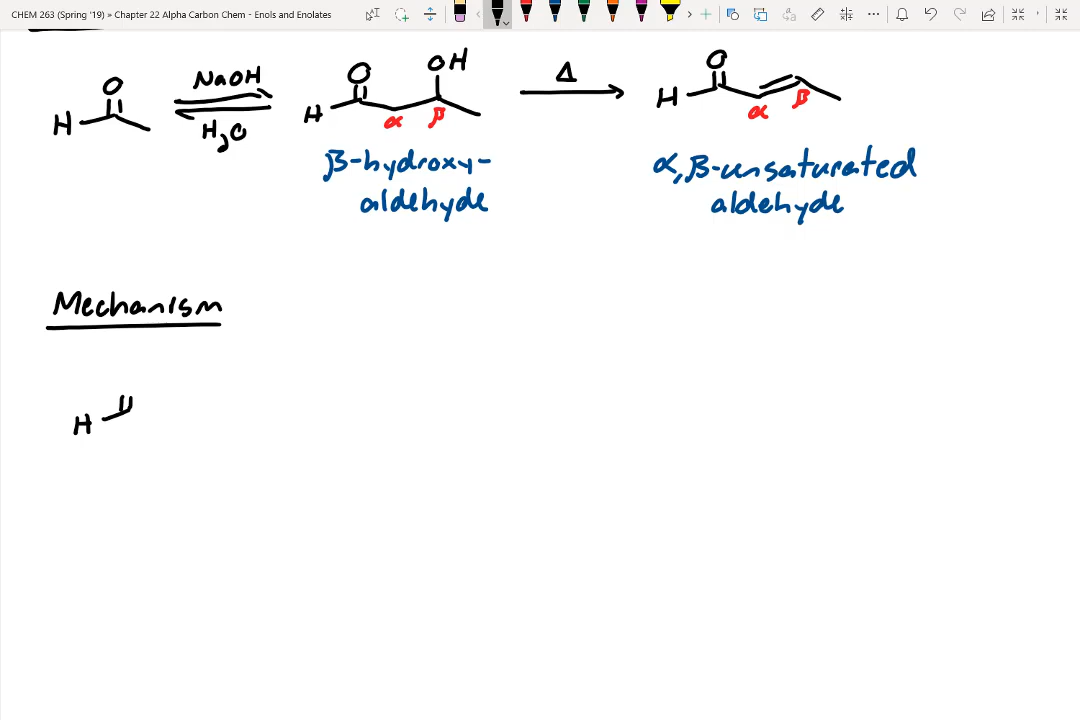 CHEM 263 (Spring '19) » Chapter 22 Alpha Carbon Chem - Enols and Enolates
O
H
NaOH
H2O
O
OH
H
α
β
Δ
O
H
α
β
β-hydroxy-
aldehyde
α,β-unsaturated
aldehyde
Mechanism
H